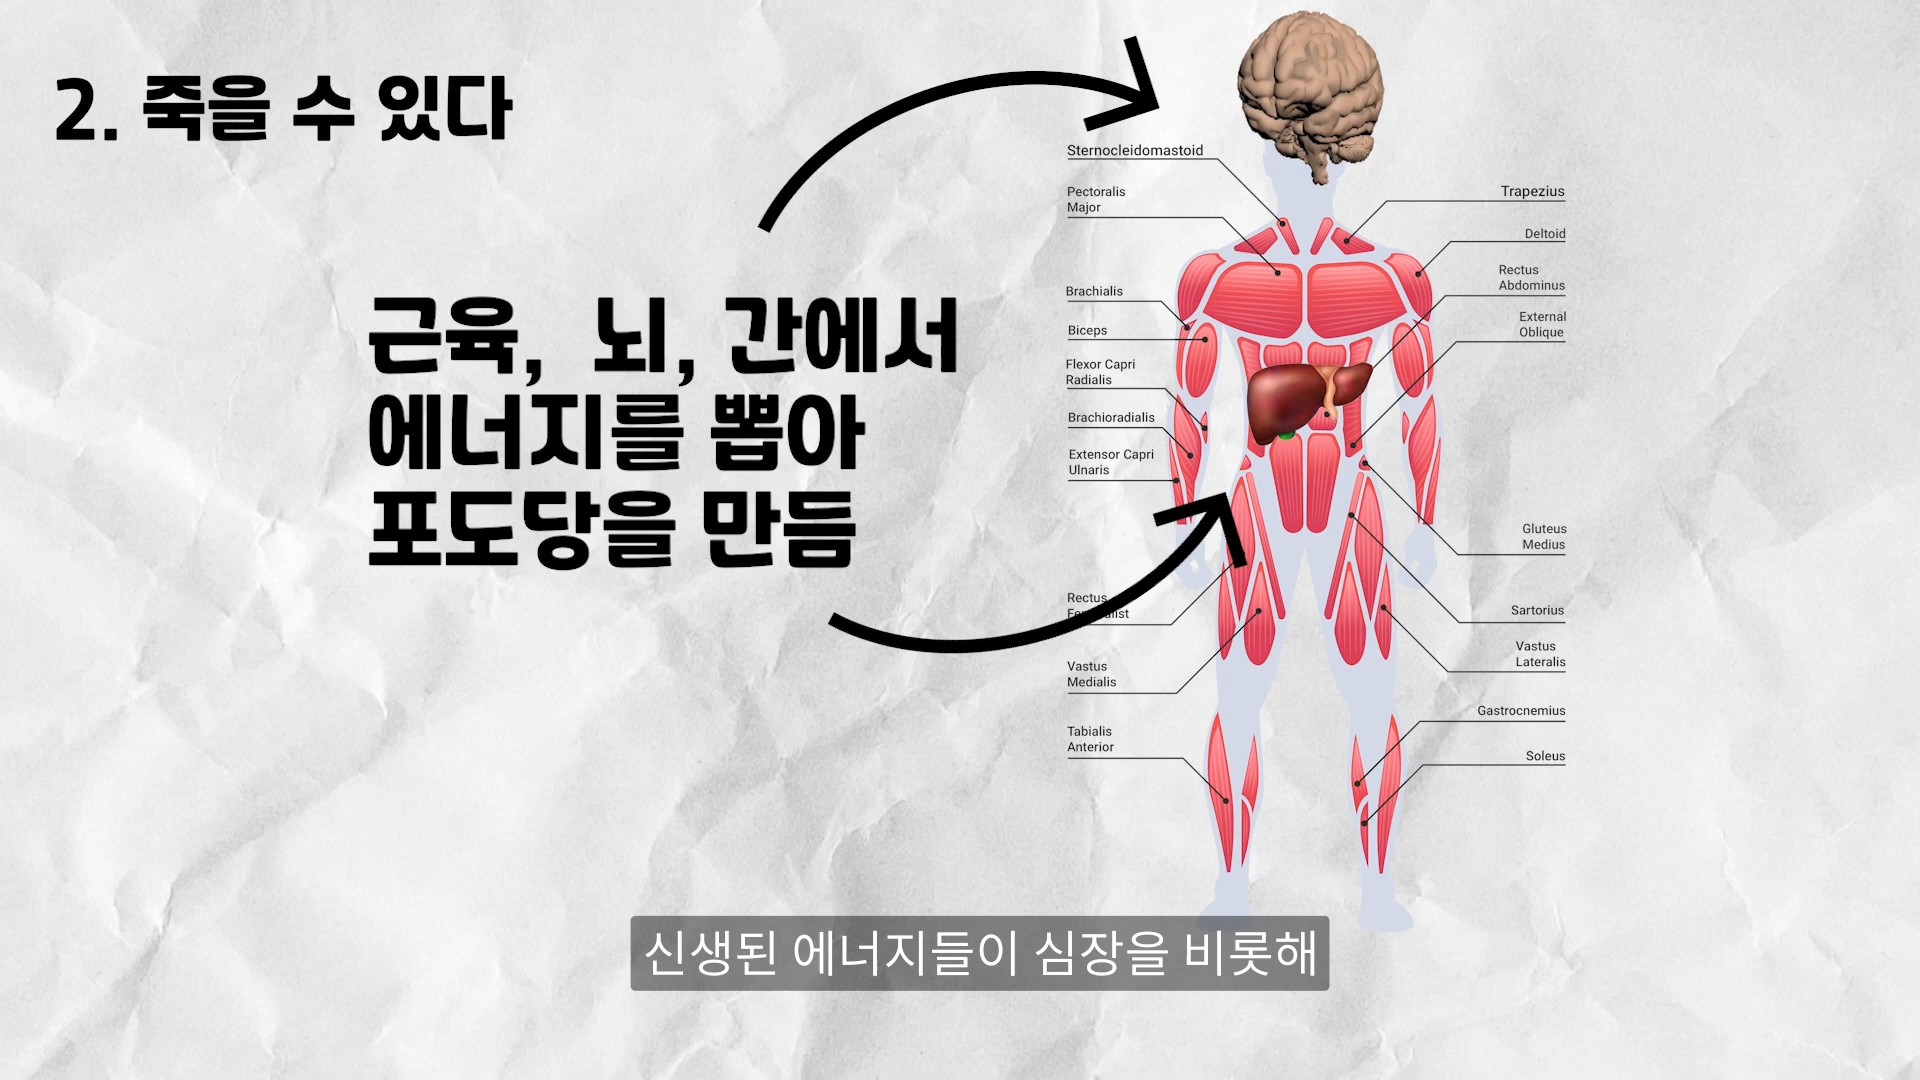 2. 죽을 수 있다
근육, 뇌, 간에서
에너지를 뽑아
포도당을 만듬
Sternocleidomastoid
Pectoralis
Major
Brachialis
Biceps
Flexor Capri
Radialis
Brachioradialis
Extensor Capri
Ulnaris
Rectus
Vastus
Medialis
Tabialis
Anterior
Trapezius
Deltoid
Rectus
Abdominus
External
Oblique
Gluteus
Medius
Sartorius
Vastus
Lateralis
Gastrocnemius
Soleus
신생된 에너지들이 심장을 비롯해